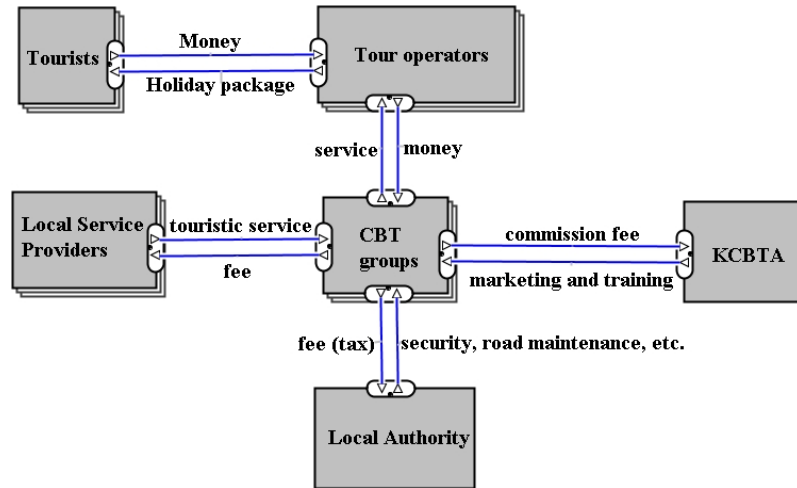 Tourists
Money
Holiday package
Tour operators
service
money
Local Service
Providers
touristic service
fee
CBT
groups
commission fee
marketing and training
KCBTA
fee (tax)
security, road maintenance, etc.
Local Authority